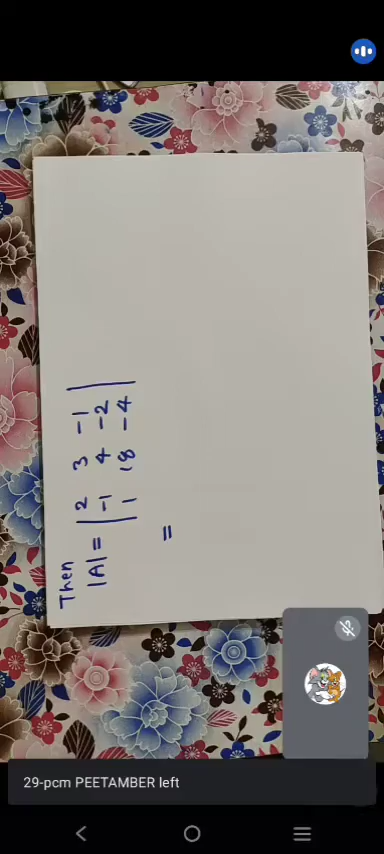 Then
|A| = | 2 3 -1 |
| -1 4 -2 |
| 1 18 -4 |
=
29-pcm PEETAMBER left